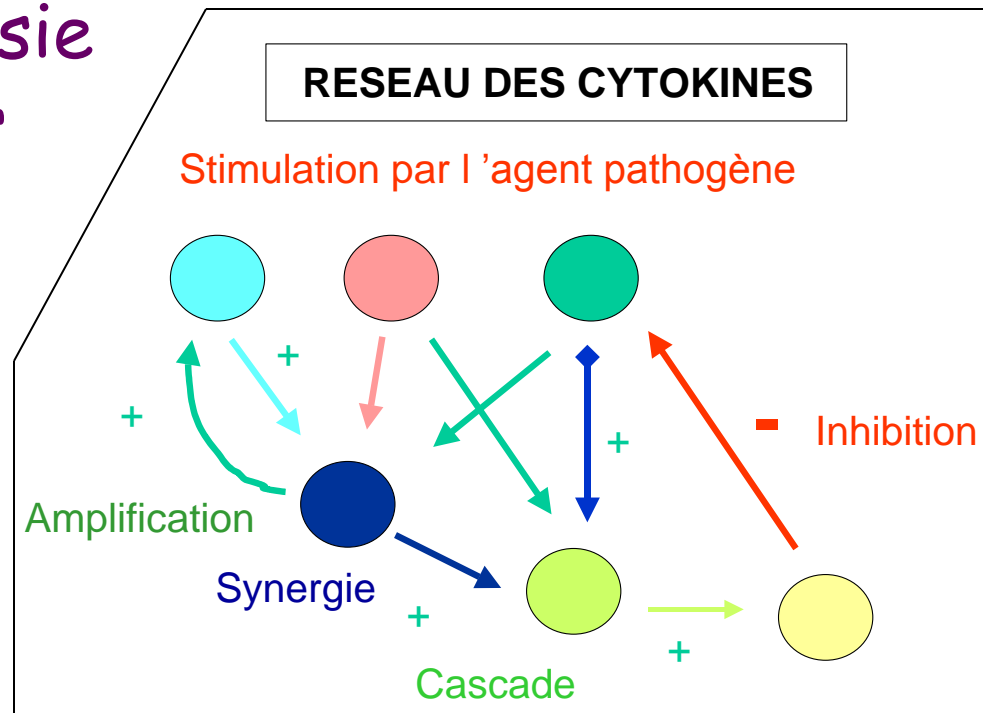 sie
RESEAU DES CYTOKINES
Stimulation par l ’agent pathogène
+
+
- Inhibition
+
Amplification
Synergie
+
+
Cascade